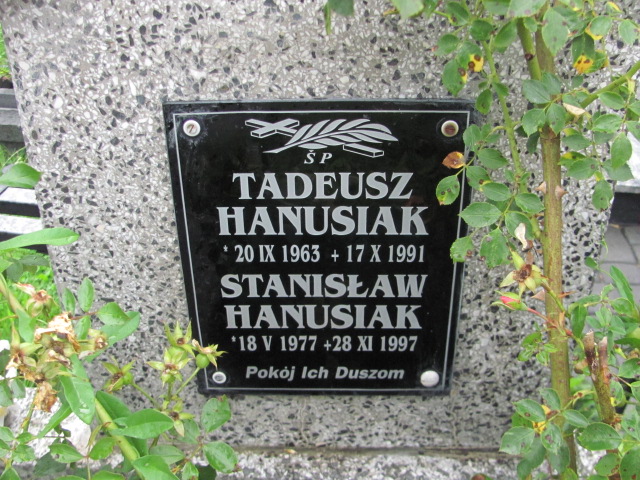 ŚP
TADEUSZ
HANUSIAK
* 20 IX 1963 + 17 X 1991
STANISŁAW
HANUSIAK
*18 V 1977 +28 XI 1997
Pokój Ich Duszom